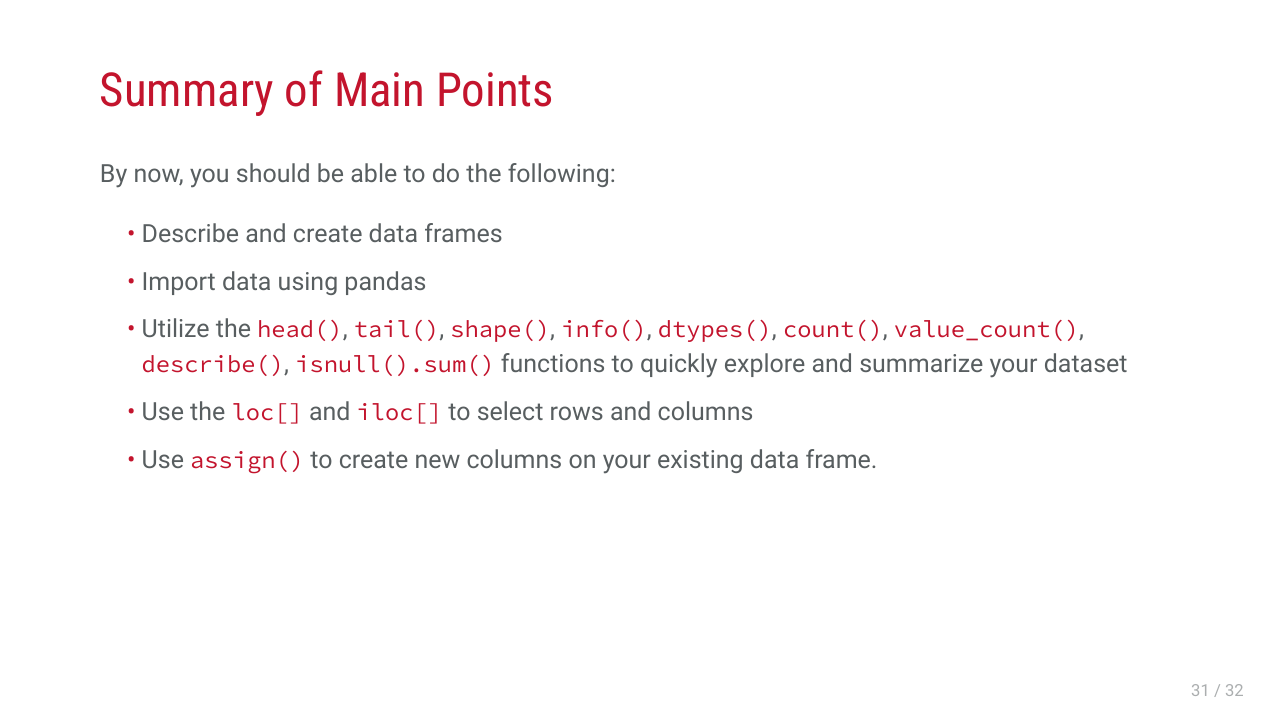 Summary of Main Points
By now, you should be able to do the following:
• Describe and create data frames
• Import data using pandas
• Utilize the head(), tail(), shape(), info(), dtypes(), count(), value_count(),
describe(), isnull().sum() functions to quickly explore and summarize your dataset
• Use the loc[] and iloc[] to select rows and columns
• Use assign() to create new columns on your existing data frame.
31 / 32